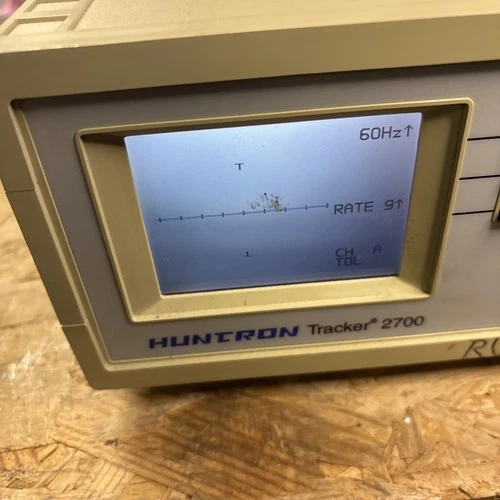 60Hz↑
RATE 9↑
CH A
TOL
HUNTRON Tracker® 2700